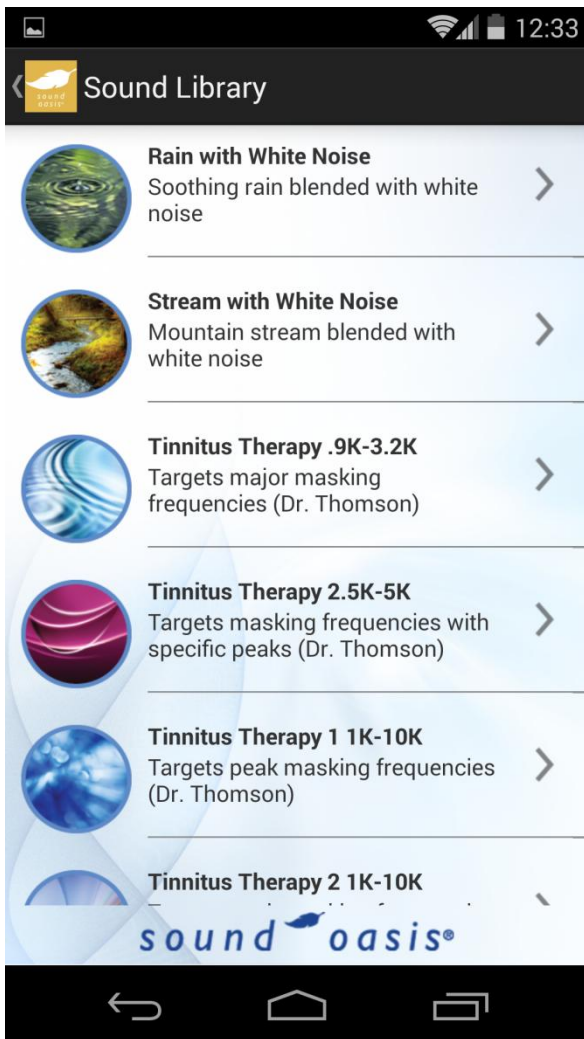 12:33
sound
oasis
Sound Library
Rain with White Noise
Soothing rain blended with white
noise
Stream with White Noise
Mountain stream blended with
white noise
Tinnitus Therapy .9K-3.2K
Targets major masking
frequencies (Dr. Thomson)
Tinnitus Therapy 2.5K-5K
Targets masking frequencies with
specific peaks (Dr. Thomson)
Tinnitus Therapy 1 1K-10K
Targets peak masking frequencies
(Dr. Thomson)
Tinnitus Therapy 2 1K-10K
sound oasis®